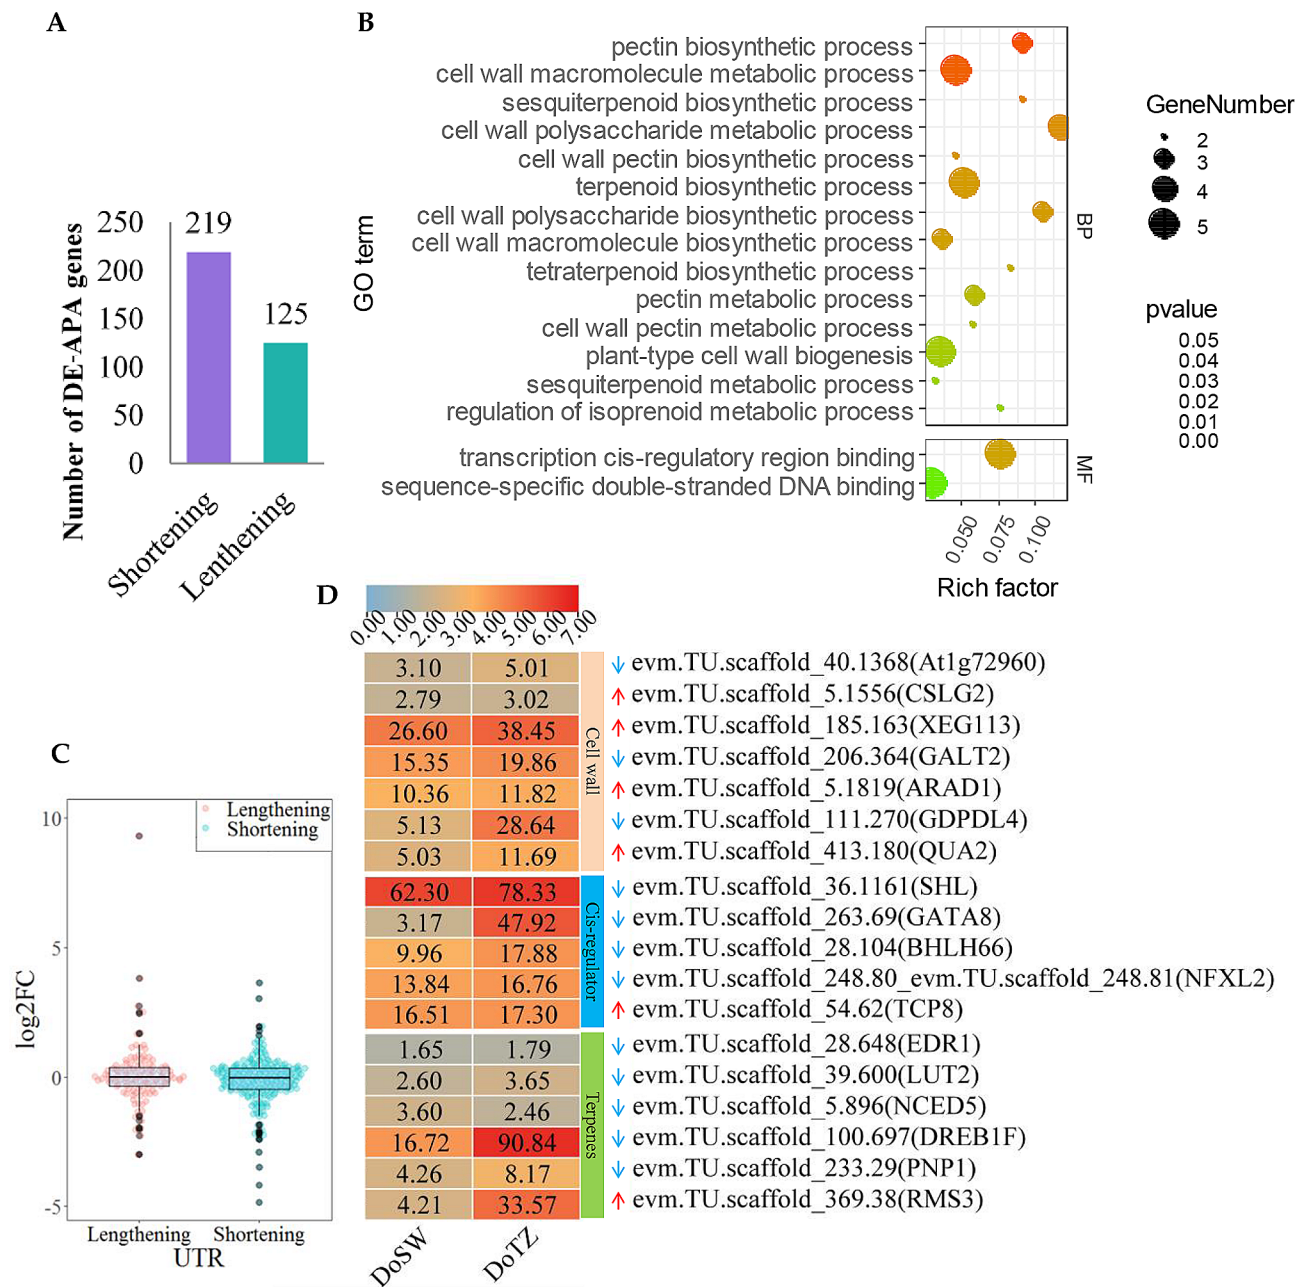 A
Number of DE-APA genes
250
200
150
100
50
0
219
125
Shortening
Lenthening
B
GO term
pectin biosynthetic process
cell wall macromolecule metabolic process
sesquiterpenoid biosynthetic process
cell wall polysaccharide metabolic process
cell wall pectin biosynthetic process
terpenoid biosynthetic process
cell wall polysaccharide biosynthetic process
cell wall macromolecule biosynthetic process
tetraterpenoid biosynthetic process
pectin metabolic process
cell wall pectin metabolic process
plant-type cell wall biogenesis
sesquiterpenoid metabolic process
regulation of isoprenoid metabolic process
transcription cis-regulatory region binding
sequence-specific double-stranded DNA binding
BP
MF
0.050
0.075
0.100
Rich factor
GeneNumber
2
3
4
5
pvalue
0.05
0.04
0.03
0.02
0.01
0.00
C
log2FC
10
5
0
-5
Lengthening
Shortening
Lengthening
Shortening
UTR
D
0.00
1.00
2.00
3.00
4.00
5.00
6.00
7.00
3.10 5.01 ↓ evm.TU.scaffold_40.1368(At1g72960)
2.79 3.02 ↑ evm.TU.scaffold_5.1556(CSLG2)
26.60 38.45 ↑ evm.TU.scaffold_185.163(XEG113)
15.35 19.86 ↓ evm.TU.scaffold_206.364(GALT2)
10.36 11.82 ↑ evm.TU.scaffold_5.1819(ARAD1)
5.13 28.64 ↓ evm.TU.scaffold_111.270(GDPDL4)
5.03 11.69 ↑ evm.TU.scaffold_413.180(QUA2)
Cell wall
62.30 78.33 ↓ evm.TU.scaffold_36.1161(SHL)
3.17 47.92 ↓ evm.TU.scaffold_263.69(GATA8)
9.96 17.88 ↓ evm.TU.scaffold_28.104(BHLH66)
13.84 16.76 ↓ evm.TU.scaffold_248.80_evm.TU.scaffold_248.81(NFXL2)
16.51 17.30 ↑ evm.TU.scaffold_54.62(TCP8)
Cis-regulator
1.65 1.79 ↓ evm.TU.scaffold_28.648(EDR1)
2.60 3.65 ↓ evm.TU.scaffold_39.600(LUT2)
3.60 2.46 ↓ evm.TU.scaffold_5.896(NCED5)
16.72 90.84 ↓ evm.TU.scaffold_100.697(DREB1F)
4.26 8.17 ↓ evm.TU.scaffold_233.29(PNP1)
4.21 33.57 ↑ evm.TU.scaffold_369.38(RMS3)
Terpenes
DoSW
DoTZ